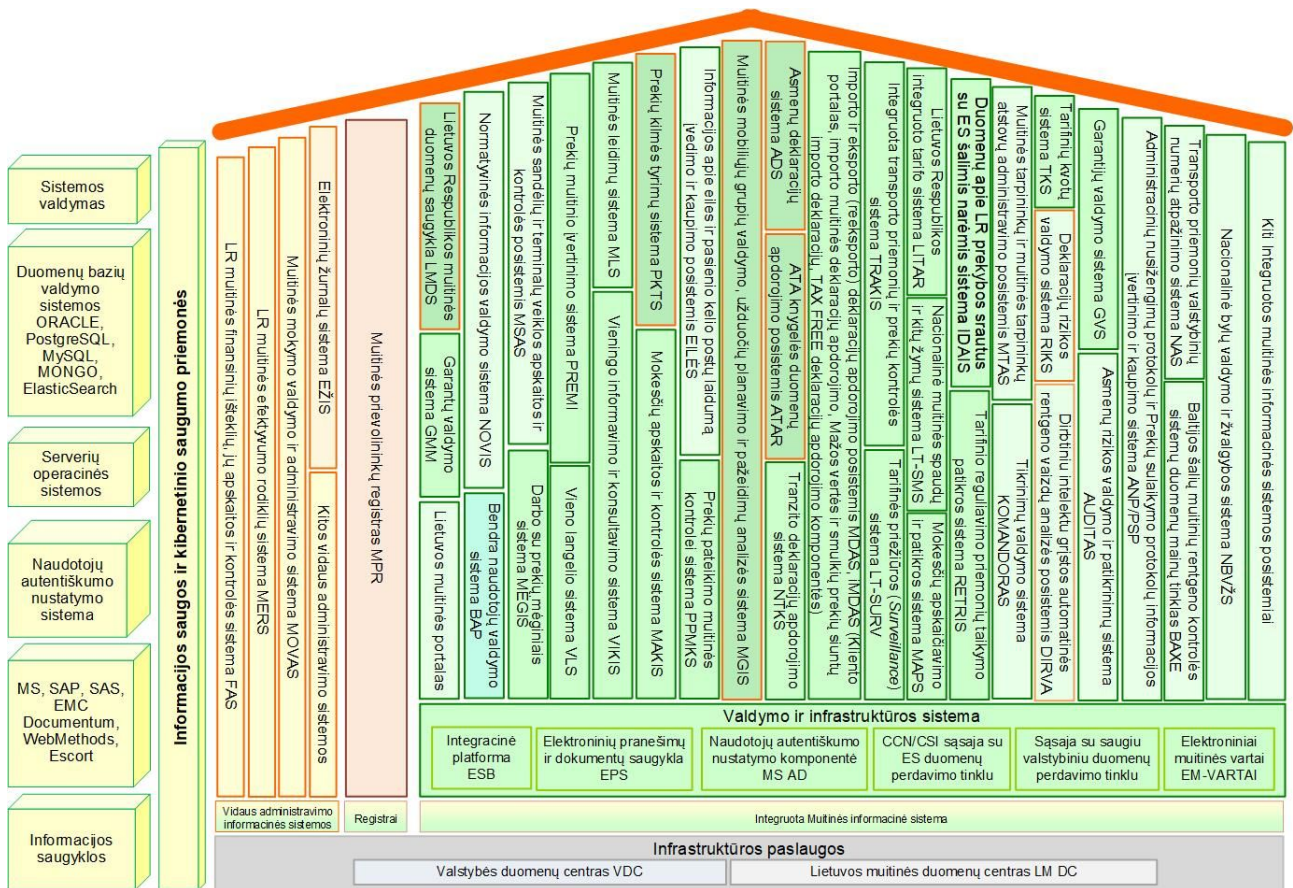 Sistemos
valdymas
Duomenų bazių
valdymo
sistemos
ORACLE,
PostgreSQL,
MySQL,
MONGO,
ElasticSearch
Serverių
operacinės
sistemos
Naudotojų
autentiškumo
nustatymo
sistema
MS, SAP, SAS,
EMC
Documentum,
WebMethods,
Escort
Informacijos
saugyklos
Informacijos saugos ir kibernetinio saugumo priemonės
LR muitinės finansinių išteklių, jų apskaitos ir kontrolės sistema FAS
LR muitinės efektyvumo rodiklių sistema MERS
Muitinės mokymo valdymo ir administravimo sistema MOVAS
Elektroninių žurnalų sistema EŽIS
Kitos vidaus administravimo sistemos
Muitinės prievolininkų registras MPR
Lietuvos Respublikos muitinės
duomenų saugykla LMDS
Garantų valdymo
sistema GMM
Lietuvos muitinės portalas
Normatyvinės informacijos valdymo sistema NOVIS
Bendra naudotojų valdymo
sistema BAP
Muitinės sandėlių ir terminalų veiklos apskaitos ir
kontrolės posistemis MSAS
Darbo su prekių mėginiais
sistema MĖGIS
Prekių muitinio įvertinimo sistema PREMI
Vieno langelio sistema VLS
Muitinės leidimų sistema MLS
Vieningo informavimo ir konsultavimo sistema VIKIS
Prekių kilmės tyrimų sistema PKTS
Mokesčių apskaitos ir kontrolės sistema MAKIS
Informacijos apie eiles ir pasienio kelio postų laidumą
įvedimo ir kaupimo posistemis EILĖS
Prekių pateikimo muitinės
kontrolei sistema PPMKS
Muitinės mobilių grupių valdymo, užduočių planavimo ir pažeidimų analizės sistema MGIS
Asmenų deklaracijų
sistema ADS
ATA knygelės duomenų
apdorojimo posistemis ATAR
Tranzito deklaracijų apdorojimo
sistema NTKS
Importo ir eksporto (reeksporto) deklaracijų apdorojimo posistemis MDAS, iMDAS (Kliento
portalas, importo muitinės deklaracijų apdorojimo, Mažos vertės ir smulkių prekių siuntų
importo deklaracijų, TAX FREE deklaracijų apdorojimo komponentės)
Integruota transporto priemonių ir prekių kontrolės
sistema TRAKIS
Tarifinės priežiūros (Surveillance)
sistema LT-SURV
Lietuvos Respublikos
integruoto tarifo sistema LITAR
Nacionalinė muitinės spaudų
ir kitų žymų sistema LT-SMS
Mokesčių apskaičiavimo
ir patikros sistema MAPS
Duomenų apie LR prekybos srautus
su ES šalimis narėmis sistema IDAIS
Tarifinio reguliavimo priemonių taikymo
patikros sistema RETRIS
Muitinės tarpininkų ir muitinės tarpininkų
atstovų administravimo posistemis MTAS
Tikrinimų valdymo sistema
KOMANDORAS
Tarifinių kvotų
sistema TKS
Deklaracijų rizikos
valdymo sistema RIKS
Dirbtiniu intelektu grįstos automatinės
rentgeno vaizdų analizės posistemis DIRVA
Garantijų valdymo sistema GVS
Asmenų rizikos valdymo ir patikrinimų sistema
AUDITAS
Administracinių nusižengimų protokolų ir Prekių sulaikymo protokolų informacijos
įvertinimo ir kaupimo sistema ANP/PSP
Transporto priemonių valstybinių
numerių atpažinimo sistema NAS
Baltijos šalių muitinių rentgeno kontrolės
sistemų duomenų mainų tinklas BAXE
Nacionalinė bylų valdymo ir žvalgybos sistema NBVŽS
Kiti Integruotos muitinės informacinės sistemos posistemiai
Valdymo ir infrastruktūros sistema
Integracinė
platforma
ESB
Elektroninių pranešimų
ir dokumentų saugykla
EPS
Naudotojų autentiškumo
nustatymo komponentė
MS AD
CCN/CSI sąsaja su
ES duomenų
perdavimo tinklu
Sąsaja su saugiu
valstybiniu duomenų
perdavimo tinklu
Elektroniniai
muitinės vartai
EM-VARTAI
Vidaus administravimo
informacinės sistemos
Registrai
Integruota Muitinės informacinė sistema
Infrastruktūros paslaugos
Valstybės duomenų centras VDC
Lietuvos muitinės duomenų centras LM DC